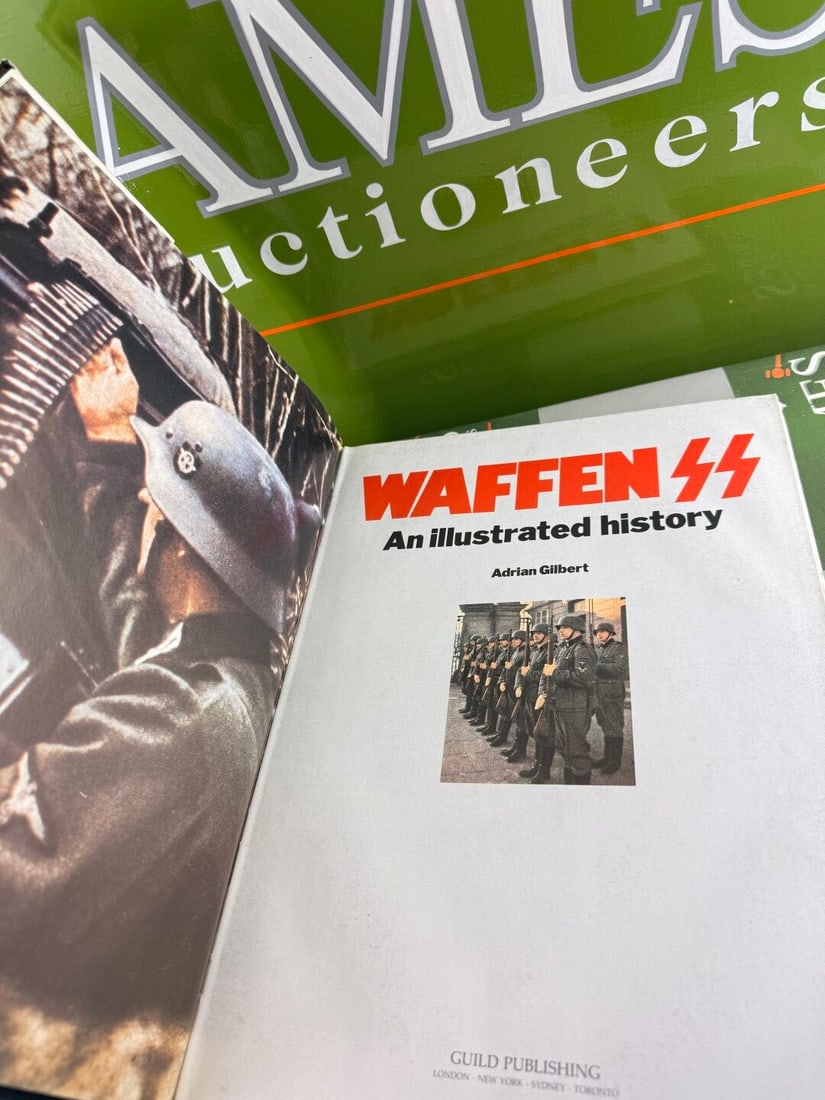 AMES
uctioneers
WAFFEN SS
An illustrated history
Adrian Gilbert
GUILD PUBLISHING
LONDON - NEW YORK - SYDNEY - TORONTO